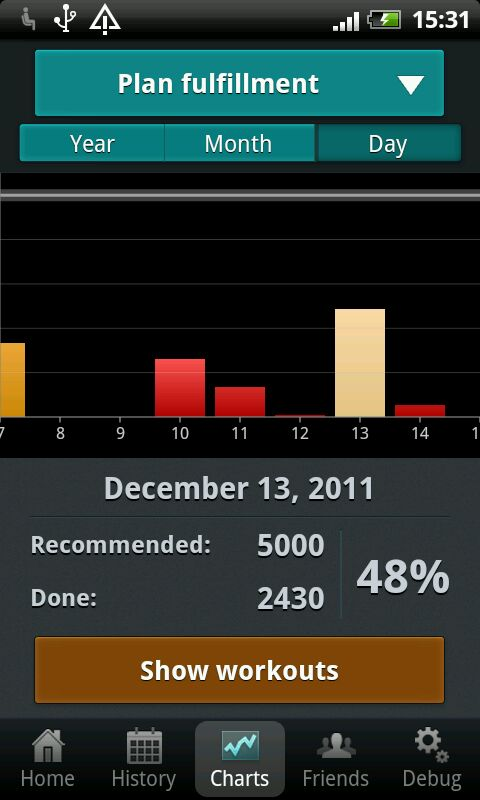 15:31
Plan fulfillment
Year Month Day
7 8 9 10 11 12 13 14
December 13, 2011
Recommended: 5000
Done: 2430
48%
Show workouts
Home History Charts Friends Debug